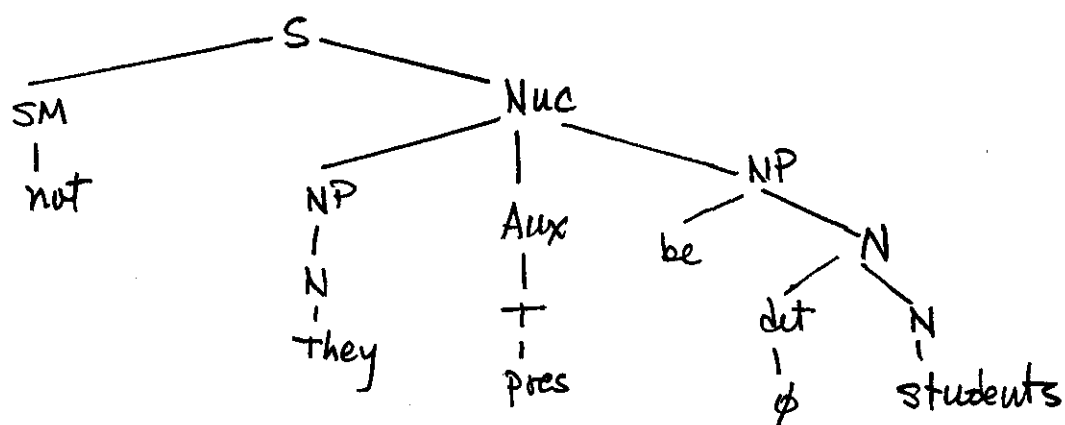 S
SM Nuc
not NP Aux NP
N T be N
They Pres det N
ø students